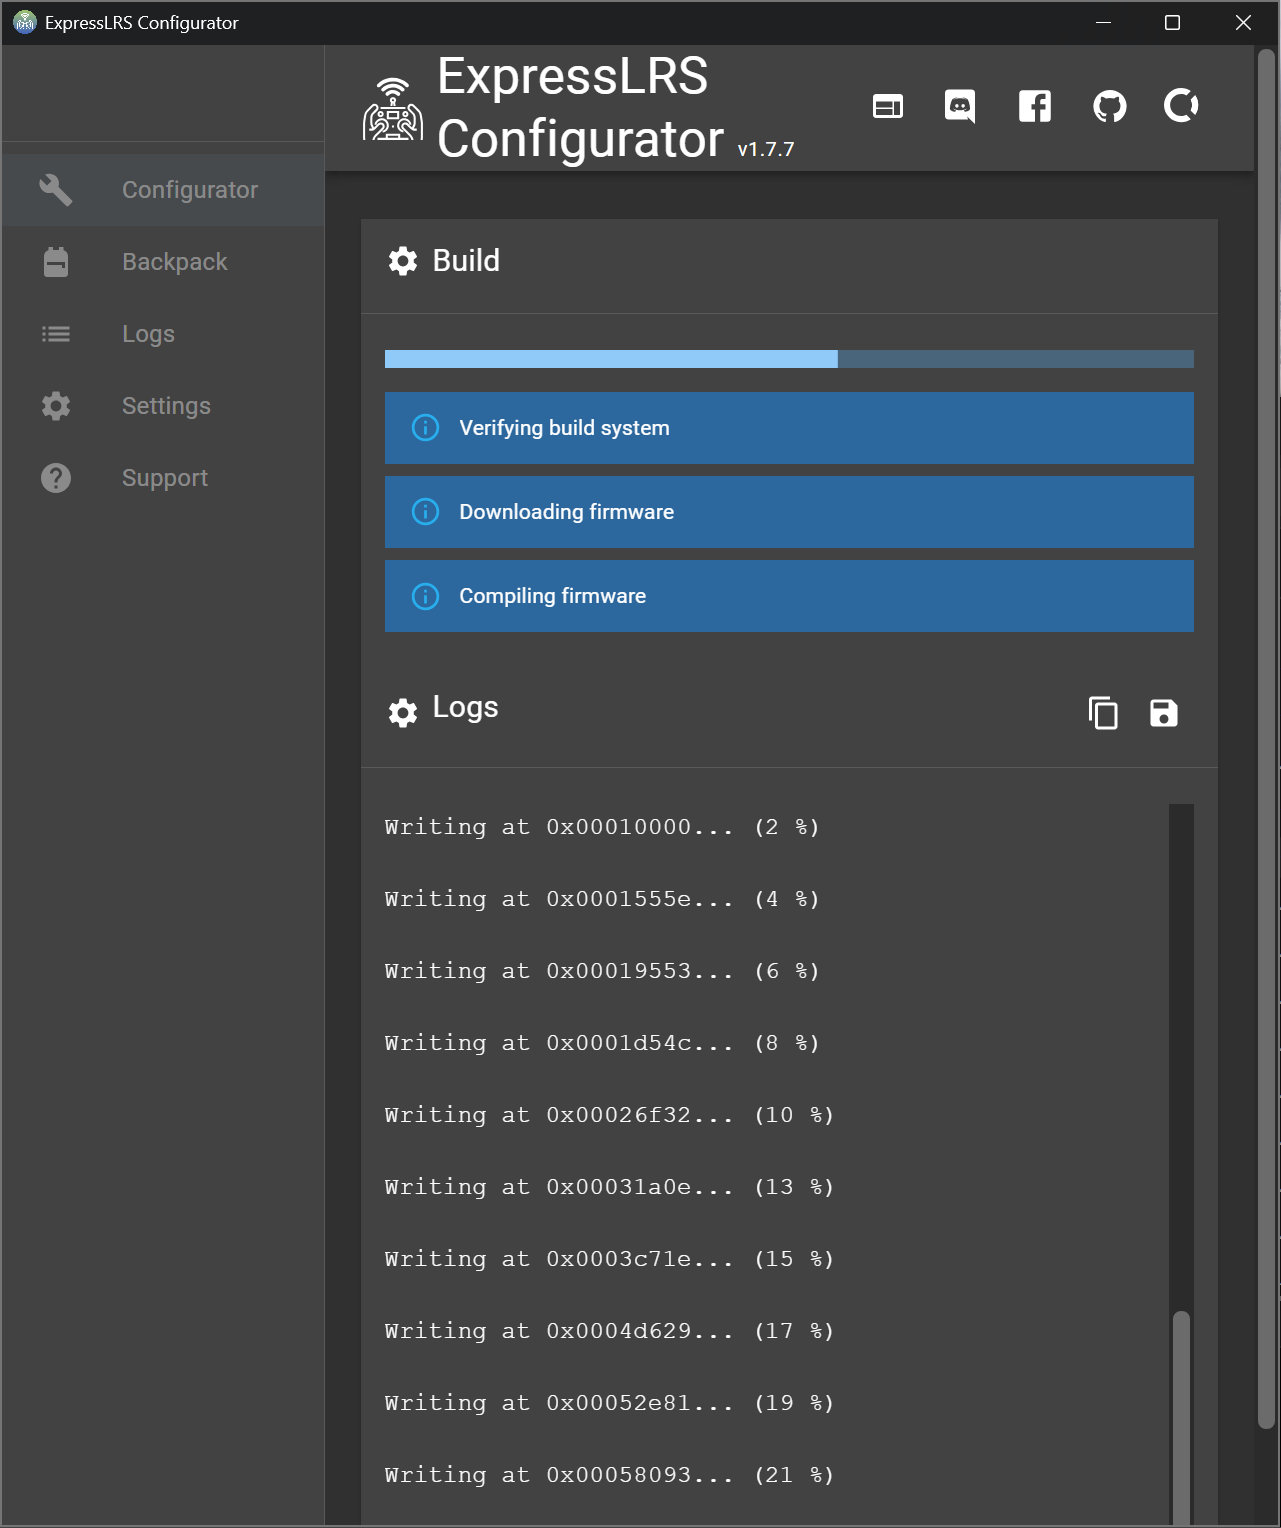 ExpressLRS Configurator
ExpressLRS
Configurator v1.7.7
Configurator
Backpack
Logs
Settings
Support
Build
Verifying build system
Downloading firmware
Compiling firmware
Logs
Writing at 0x00010000... (2 %)
Writing at 0x0001555e... (4 %)
Writing at 0x00019553... (6 %)
Writing at 0x0001d54c... (8 %)
Writing at 0x00026f32... (10 %)
Writing at 0x00031a0e... (13 %)
Writing at 0x0003c71e... (15 %)
Writing at 0x0004d629... (17 %)
Writing at 0x00052e81... (19 %)
Writing at 0x00058093... (21 %)